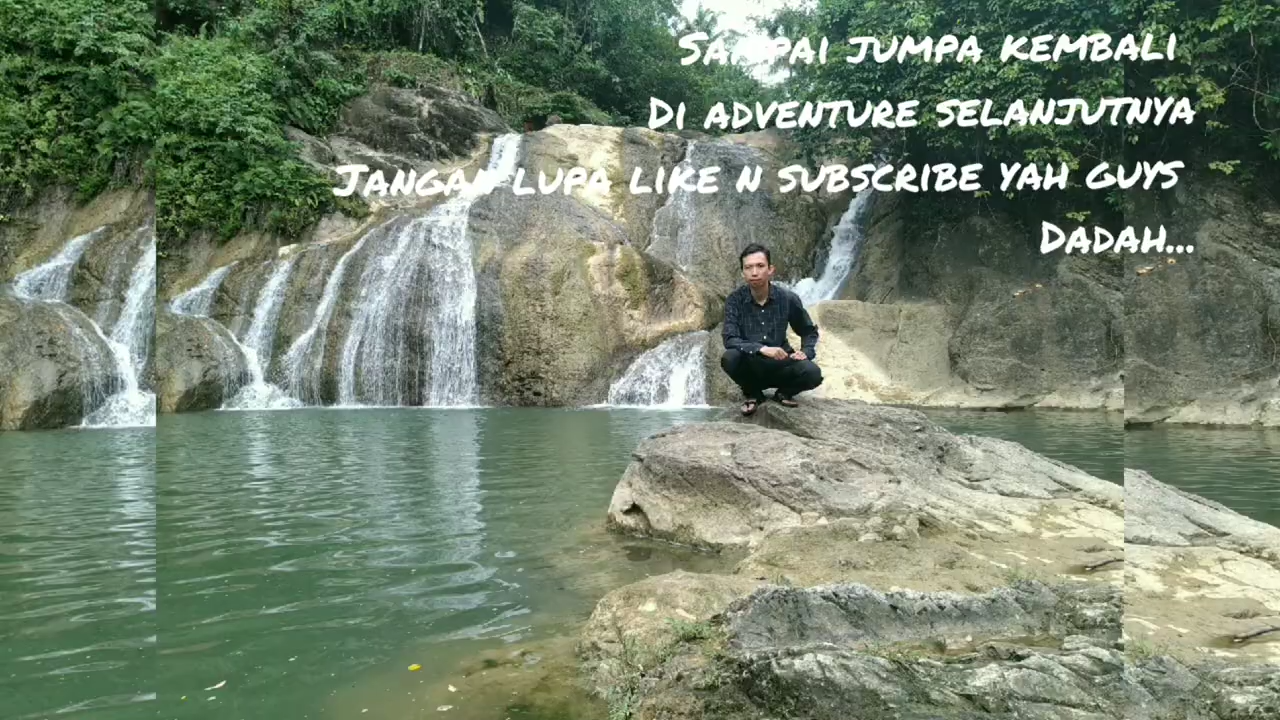 Sampai jumpa kembali
Di adventure selanjutnya
Jangan lupa like n subscribe yah guys
Dadah...